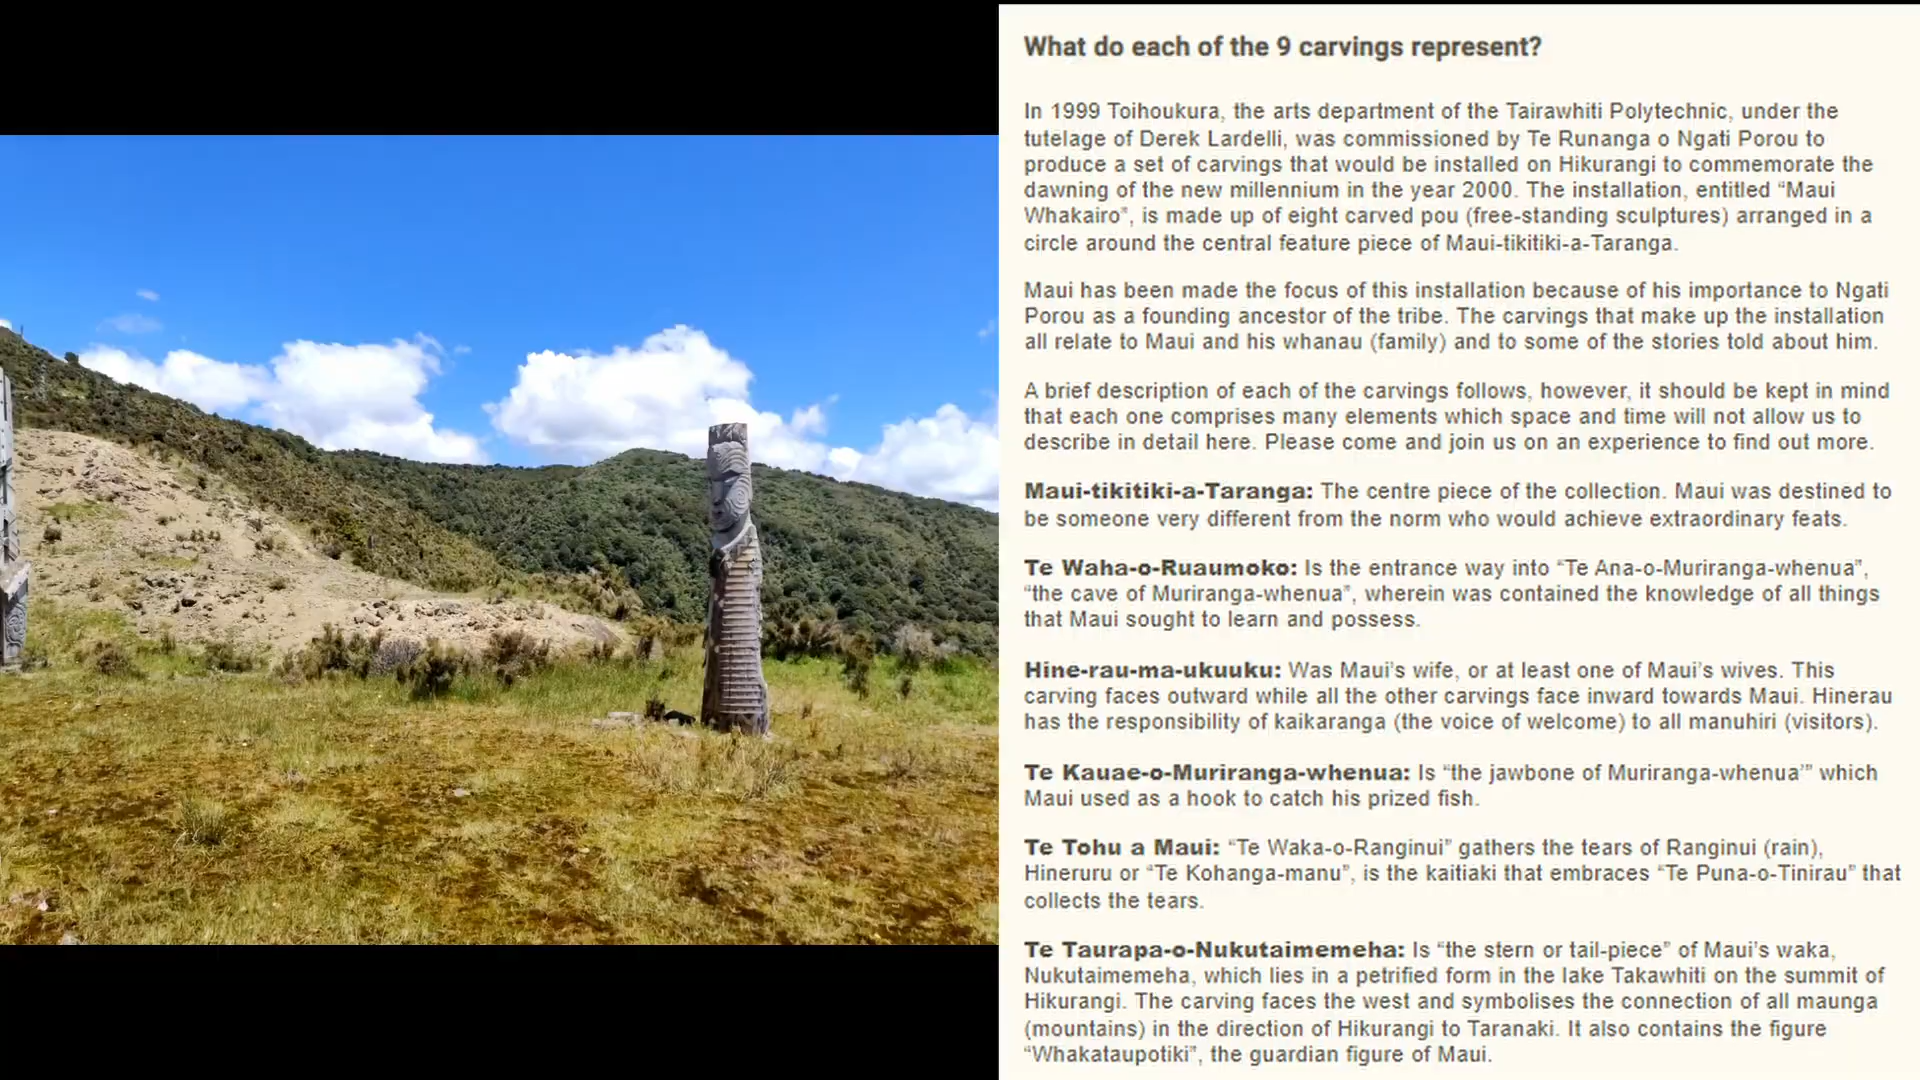 What do each of the 9 carvings represent?
In 1999 Toihoukura, the arts department of the Tairawhiti Polytechnic, under the
tutelage of Derek Lardelli, was commissioned by Te Runanga o Ngati Porou to
produce a set of carvings that would be installed on Hikurangi to commemorate the
dawning of the new millennium in the year 2000. The installation, entitled “Maui
Whakairo”, is made up of eight carved pou (free-standing sculptures) arranged in a
circle around the central feature piece of Maui-tikitiki-a-Taranga.
Maui has been made the focus of this installation because of his importance to Ngati
Porou as a founding ancestor of the tribe. The carvings that make up the installation
all relate to Maui and his whanau (family) and to some of the stories told about him.
A brief description of each of the carvings follows, however, it should be kept in mind
that each one comprises many elements which space and time will not allow us to
describe in detail here. Please come and join us on an experience to find out more.
Maui-tikitiki-a-Taranga: The centre piece of the collection. Maui was destined to
be someone very different from the norm who would achieve extraordinary feats.
Te Waha-o-Ruaumoko: Is the entrance way into “Te Ana-o-Muriranga-whenua”,
“the cave of Muriranga-whenua”, wherein was contained the knowledge of all things
that Maui sought to learn and possess.
Hine-rau-ma-ukuuku: Was Maui’s wife, or at least one of Maui’s wives. This
carving faces outward while all the other carvings face inward towards Maui. Hinerau
has the responsibility of kaikaranga (the voice of welcome) to all manuhiri (visitors).
Te Kauae-o-Muriranga-whenua: Is “the jawbone of Muriranga-whenua’” which
Maui used as a hook to catch his prized fish.
Te Tohu a Maui: “Te Waka-o-Ranginui” gathers the tears of Ranginui (rain),
Hineruru or “Te Kohanga-manu”, is the kaitiaki that embraces “Te Puna-o-Tinirau” that
collects the tears.
Te Taurapa-o-Nukutaimemeha: Is “the stern or tail-piece” of Maui’s waka,
Nukutaimemeha, which lies in a petrified form in the lake Takawhiti on the summit of
Hikurangi. The carving faces the west and symbolises the connection of all maunga
(mountains) in the direction of Hikurangi to Taranaki. It also contains the figure
“Whakataupotiki”, the guardian figure of Maui.